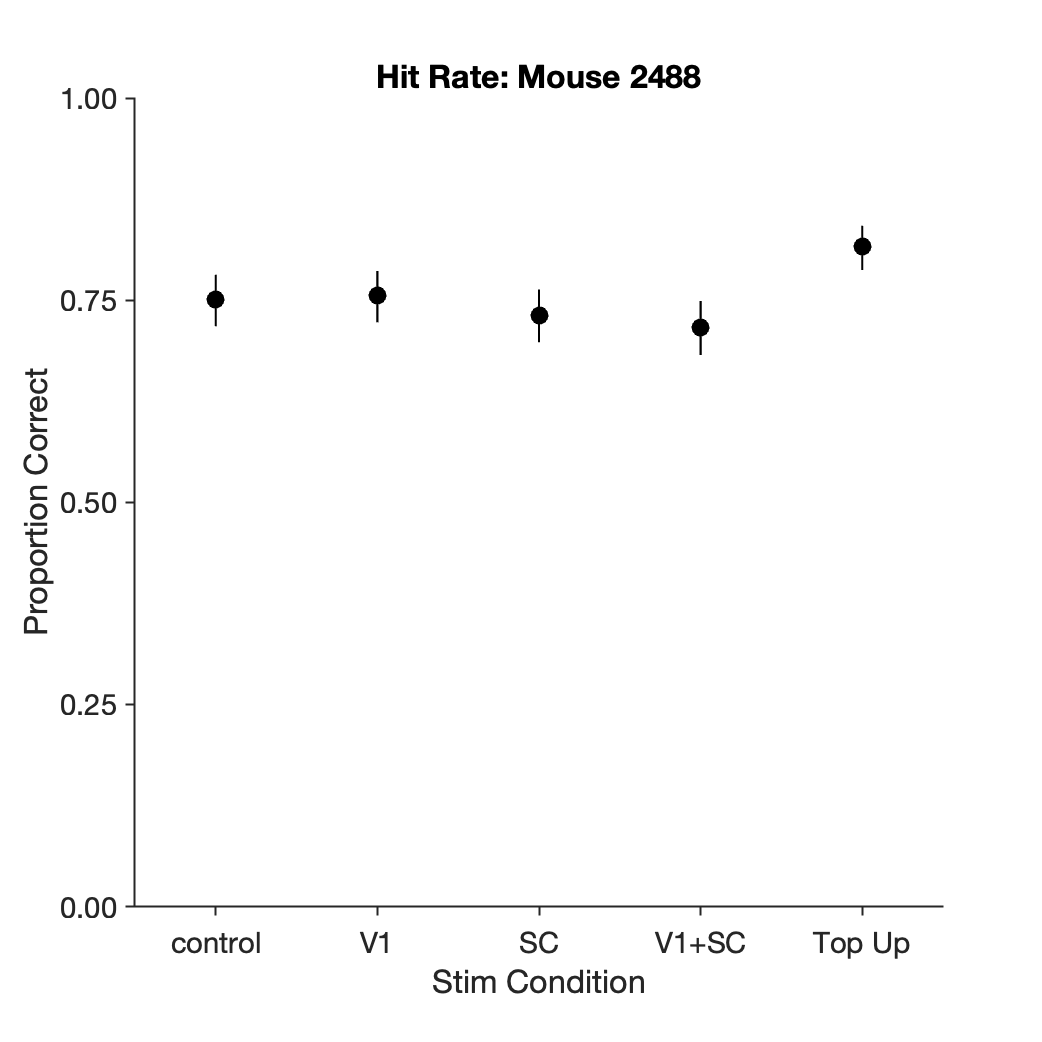 Hit Rate: Mouse 2488
1.00
0.75
0.50
0.25
0.00
Proportion Correct
control V1 SC V1+SC Top Up
Stim Condition